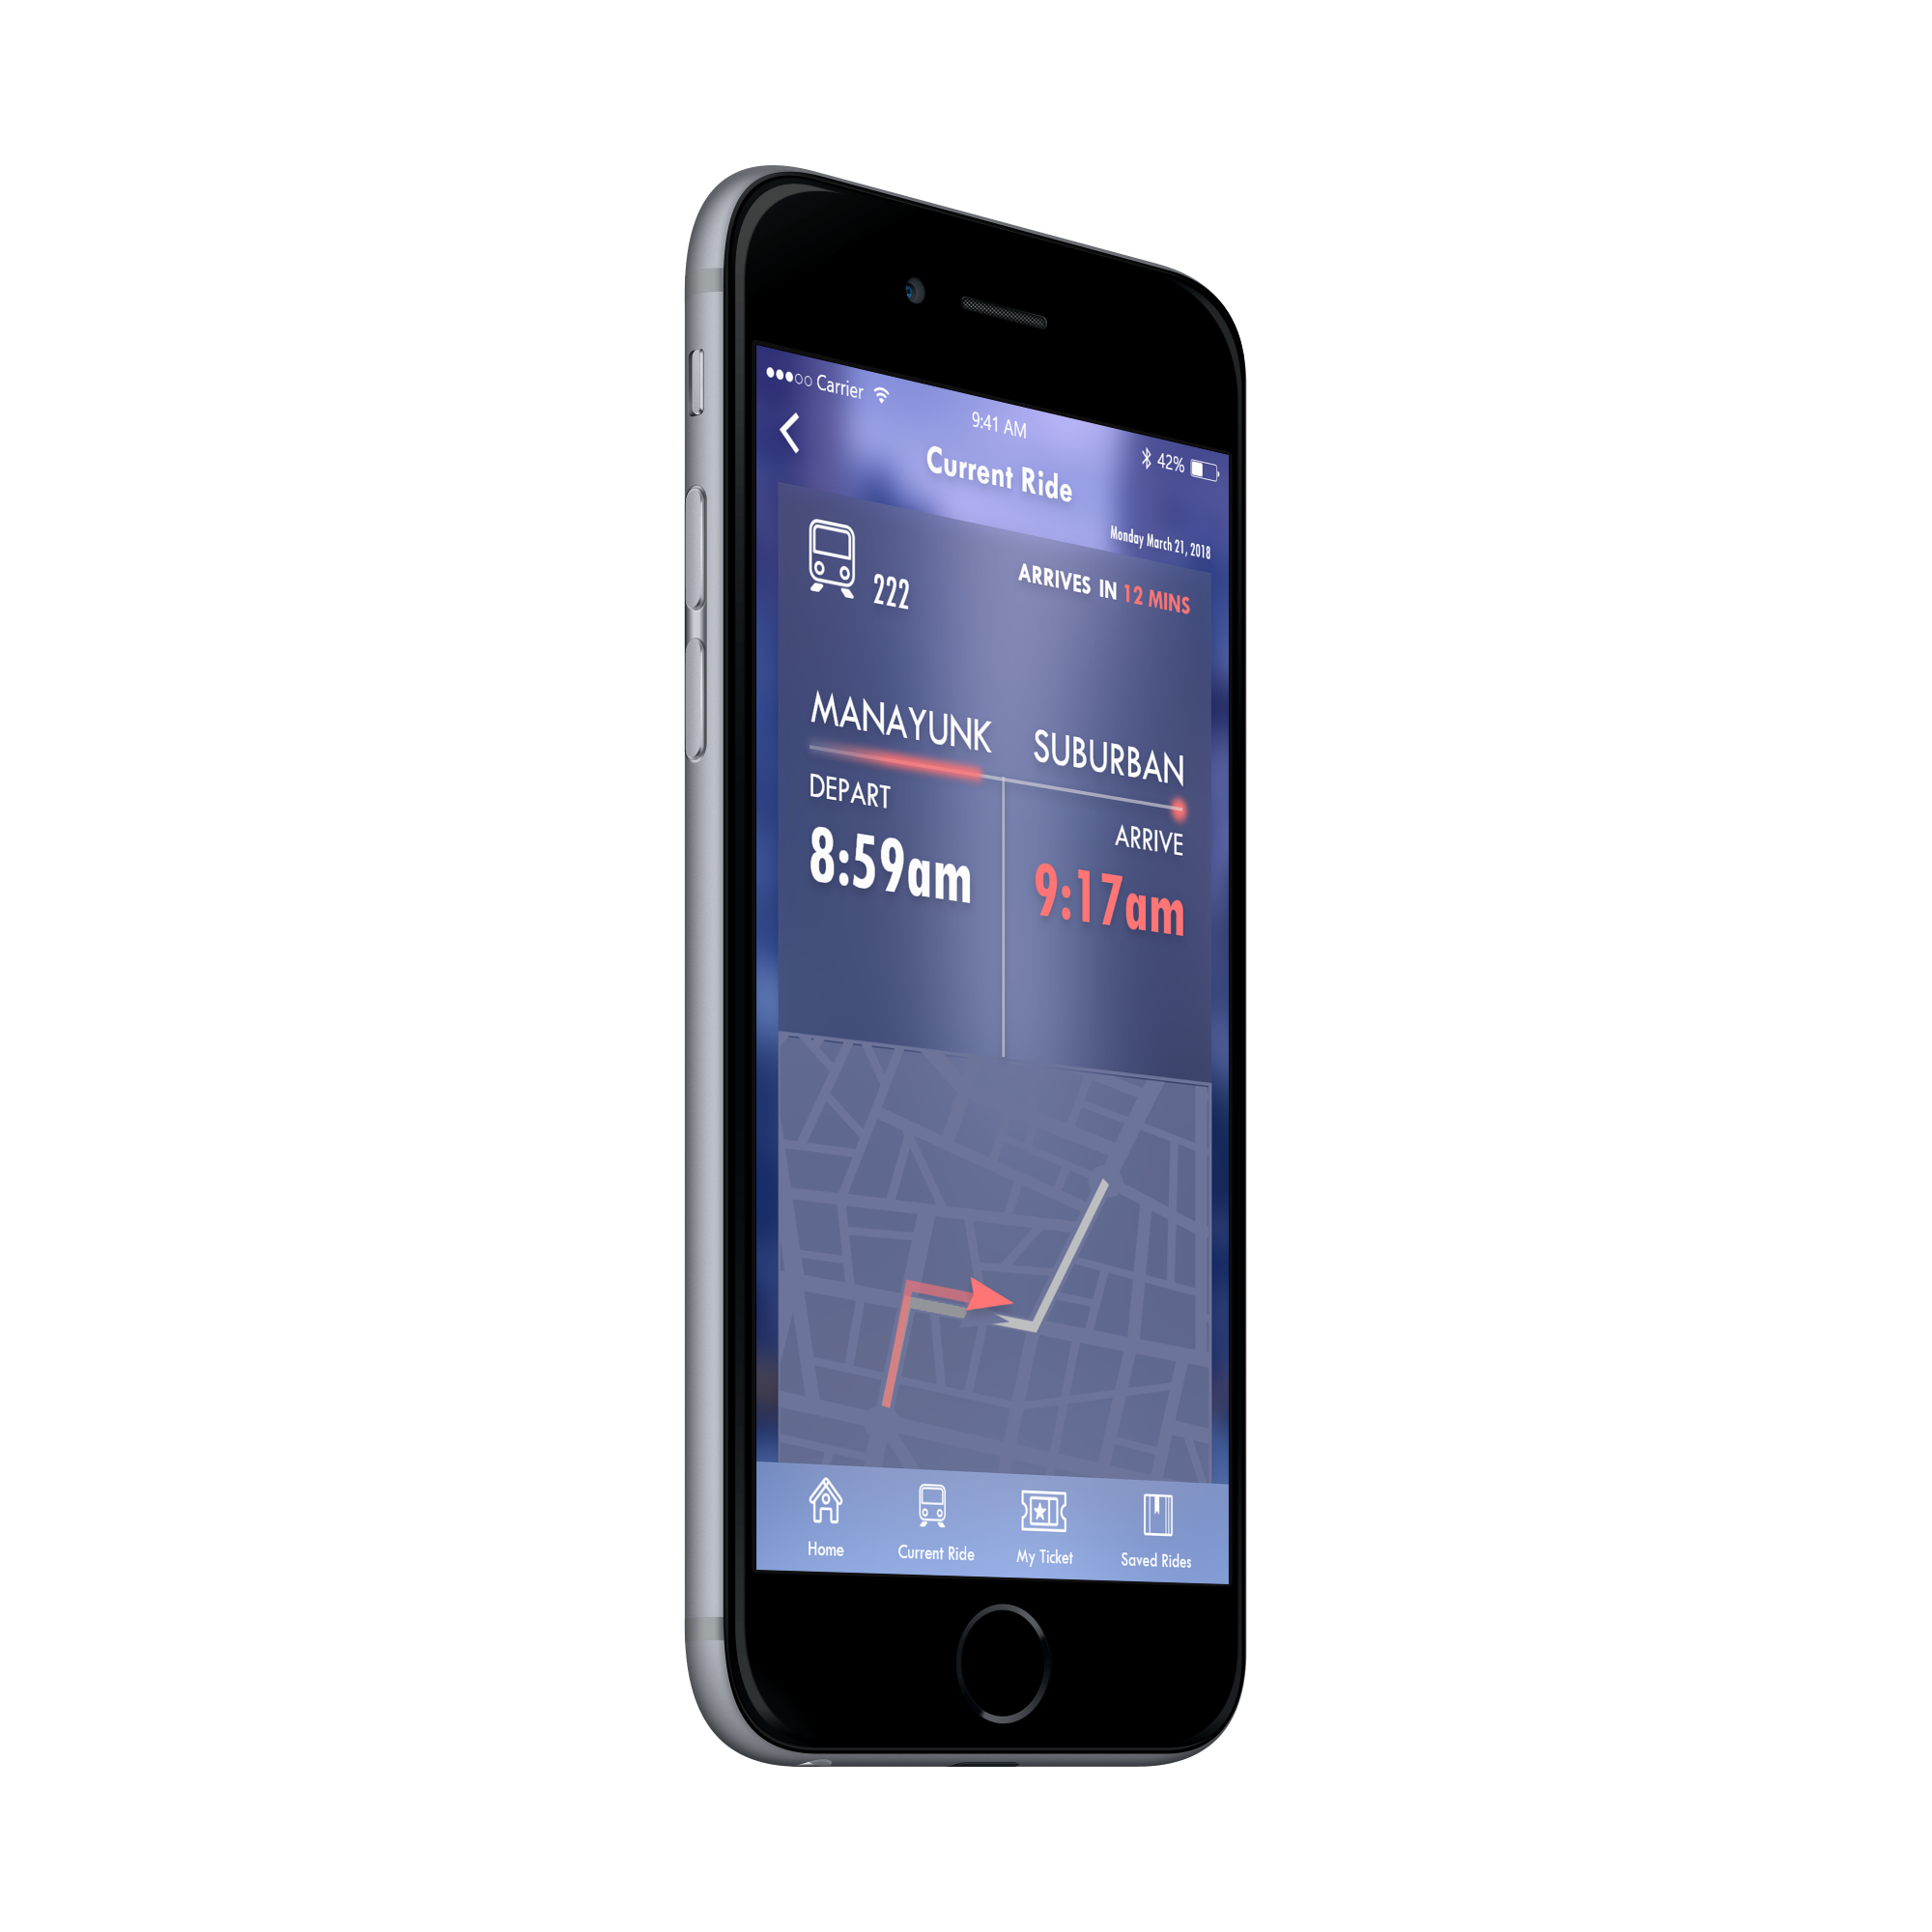 Carrier
9:41 AM
42%
Current Ride
Monday March 21, 2018
222
ARRIVES IN 12 MINS
MANAYUNK
SUBURBAN
DEPART
ARRIVE
8:59am
9:17am
Home
Current Ride
My Ticket
Saved Rides